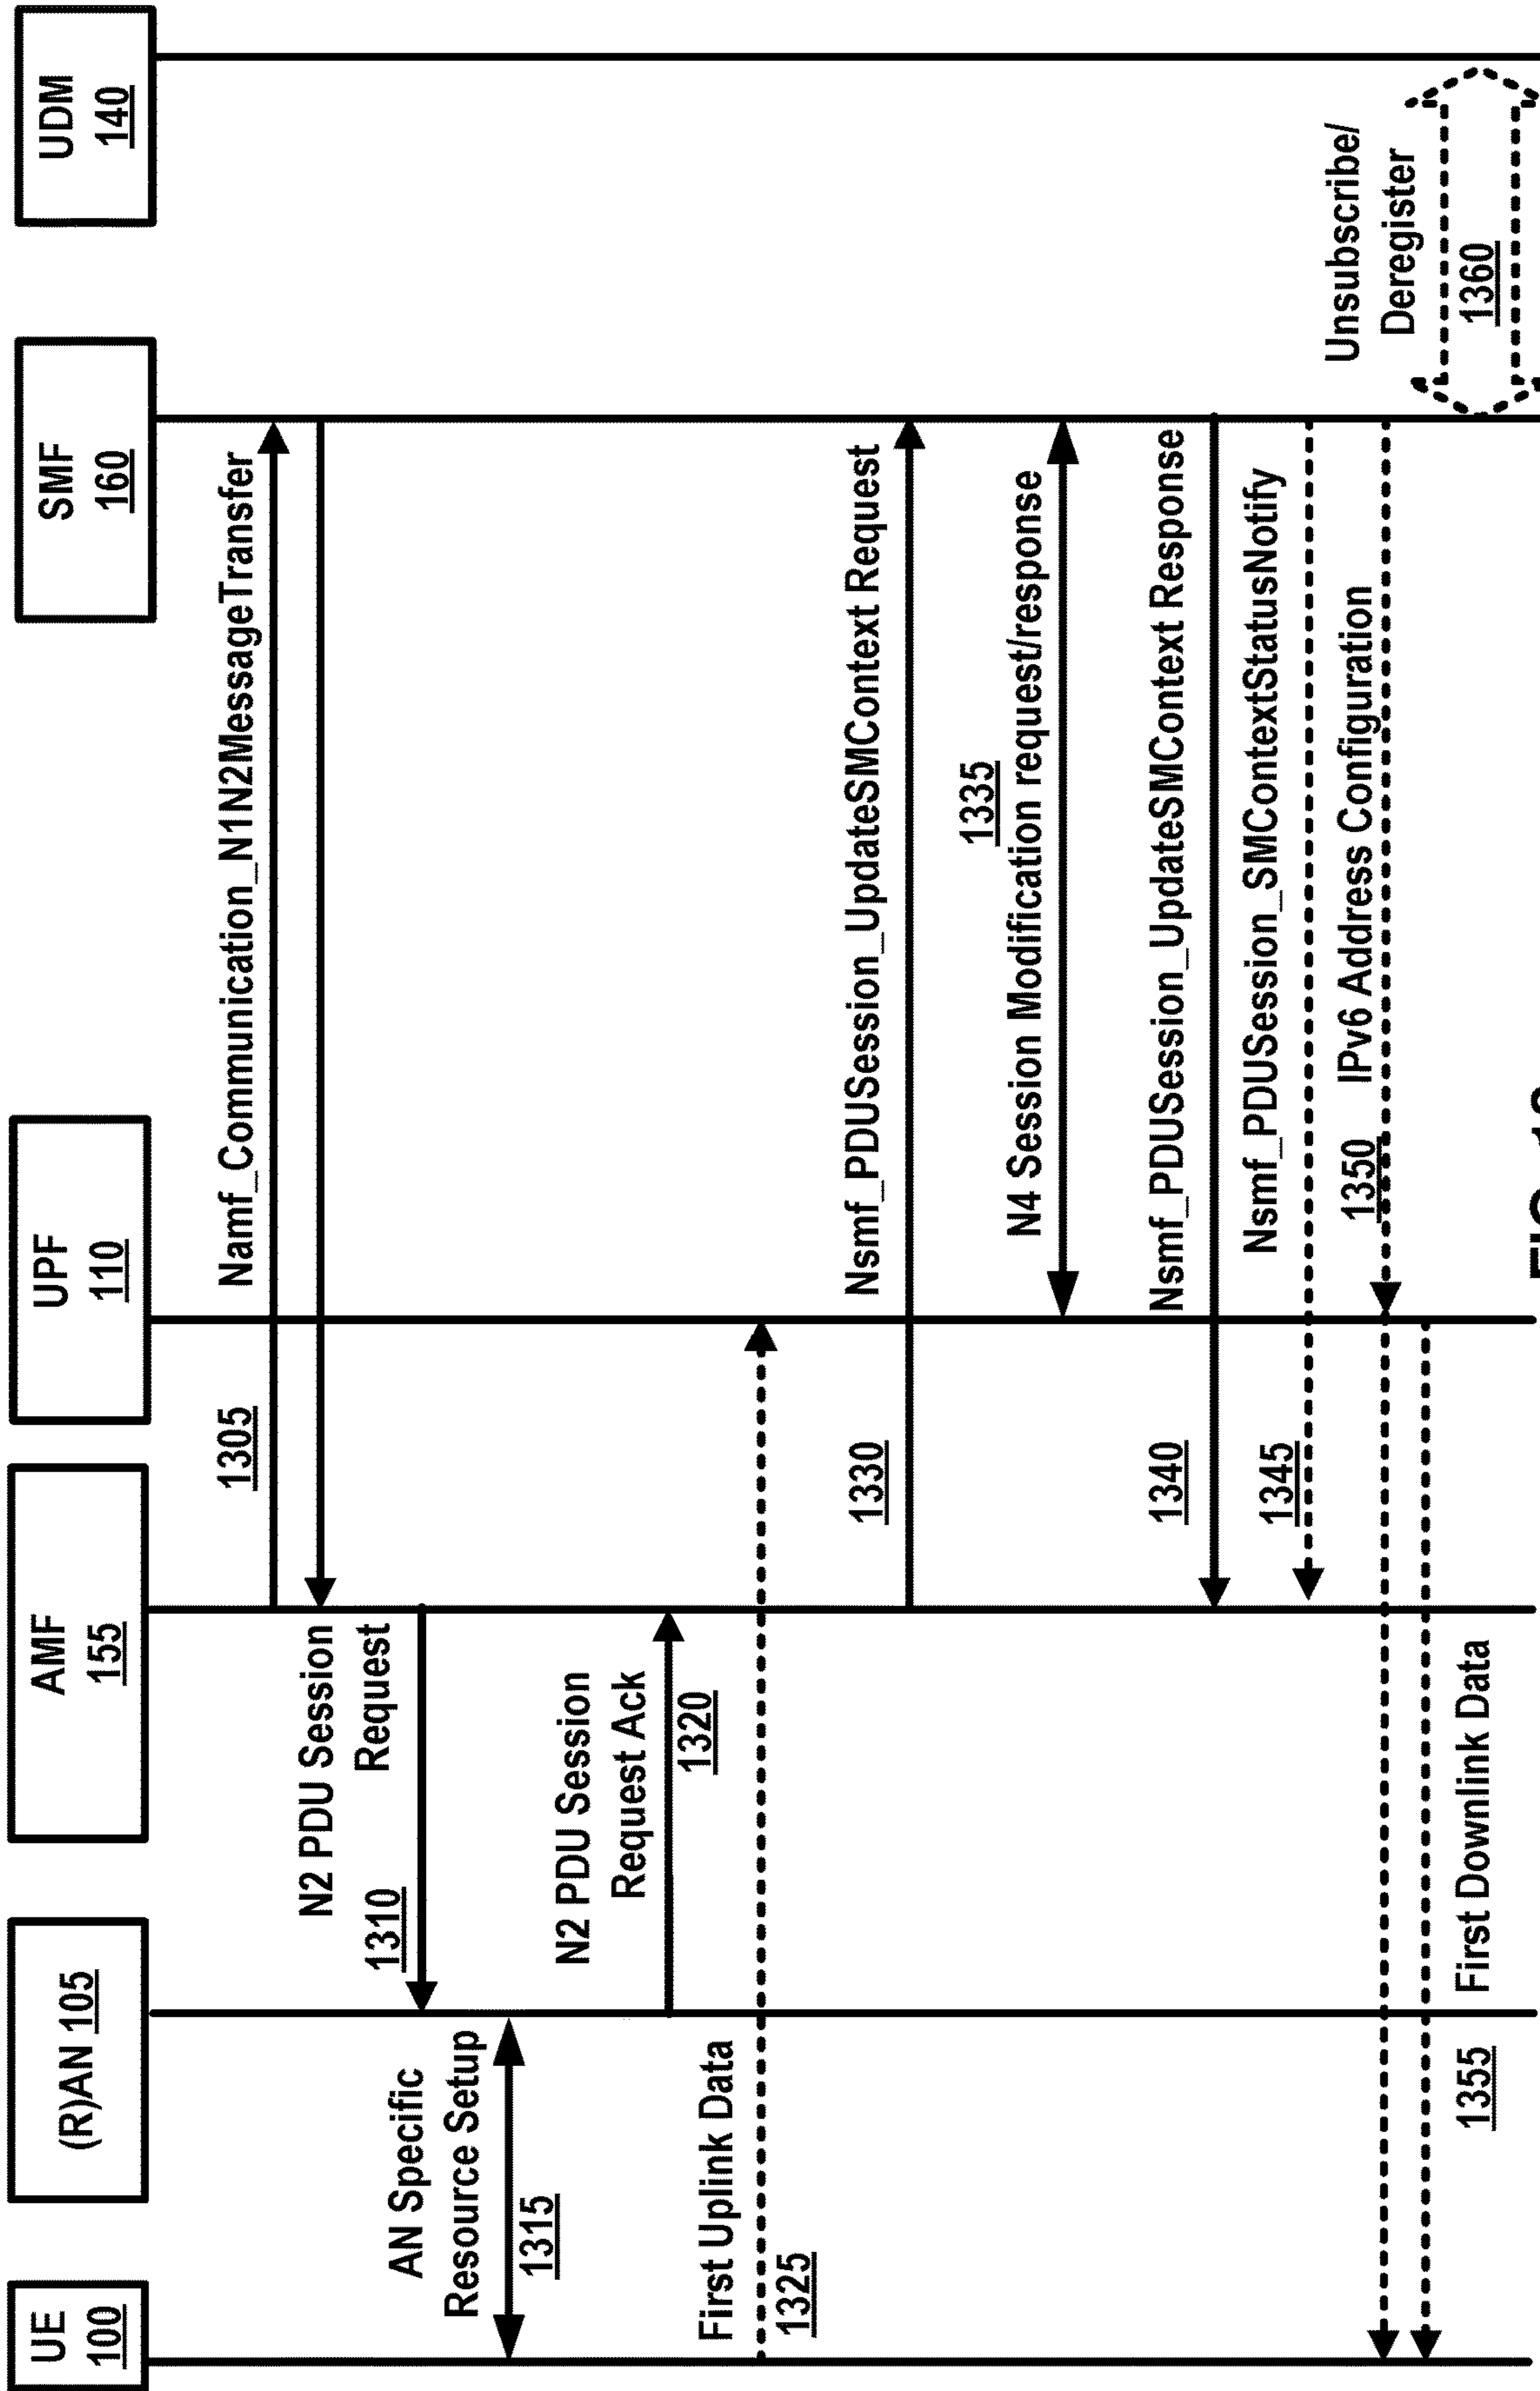 UE
100
(R)AN 105
AMF
155
UPF
110
SMF
160
UDM
140
1305
Namf_Communication_N1N2MessageTransfer
N2 PDU Session
Request
1310
AN Specific
Resource Setup
1315
N2 PDU Session
Request Ack
1320
First Uplink Data
1325
1330
Nsmf_PDUSession_UpdateSMContext Request
1335
N4 Session Modification request/response
1340
Nsmf_PDUSession_UpdateSMContext Response
1345
Nsmf_PDUSession_SMContextStatusNotify
1350
IPv6 Address Configuration
First Downlink Data
1355
Unsubscribe/
Deregister
1360